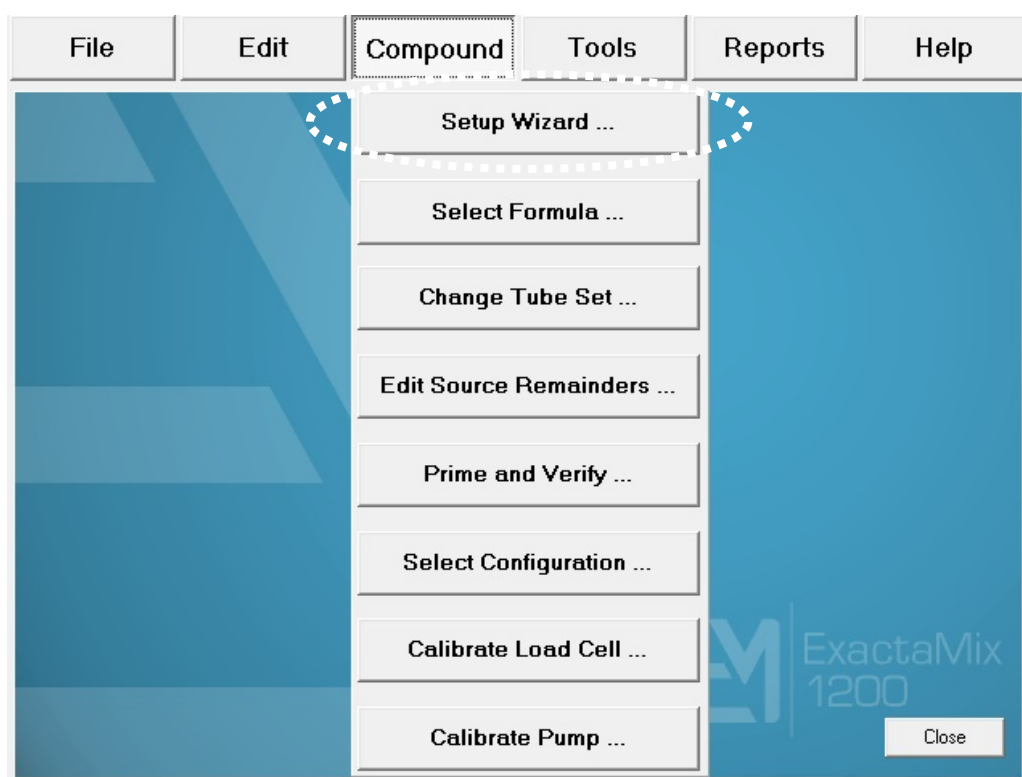 File Edit Compound Tools Reports Help
Setup Wizard ...
Select Formula ...
Change Tube Set ...
Edit Source Remainders ...
Prime and Verify ...
Select Configuration ...
Calibrate Load Cell ...
EM ExactaMix
1200
Calibrate Pump ...
Close